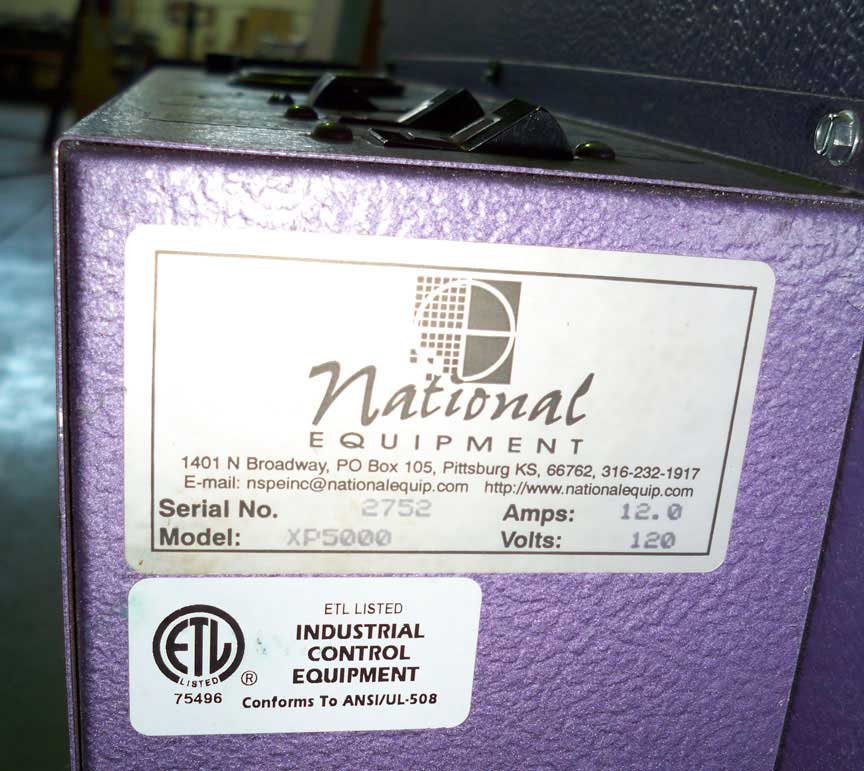 National
EQUIPMENT
1401 N Broadway, PO Box 105, Pittsburg KS, 66762, 316-232-1917
E-mail: nspeinc@nationalequip.com http://www.nationalequip.com
Serial No. 2752 Amps: 12.0
Model: XP5000 Volts: 120
ETL LISTED
INDUSTRIAL
CONTROL
EQUIPMENT
Conforms To ANSI/UL-508
ETL
LISTED
®
75496